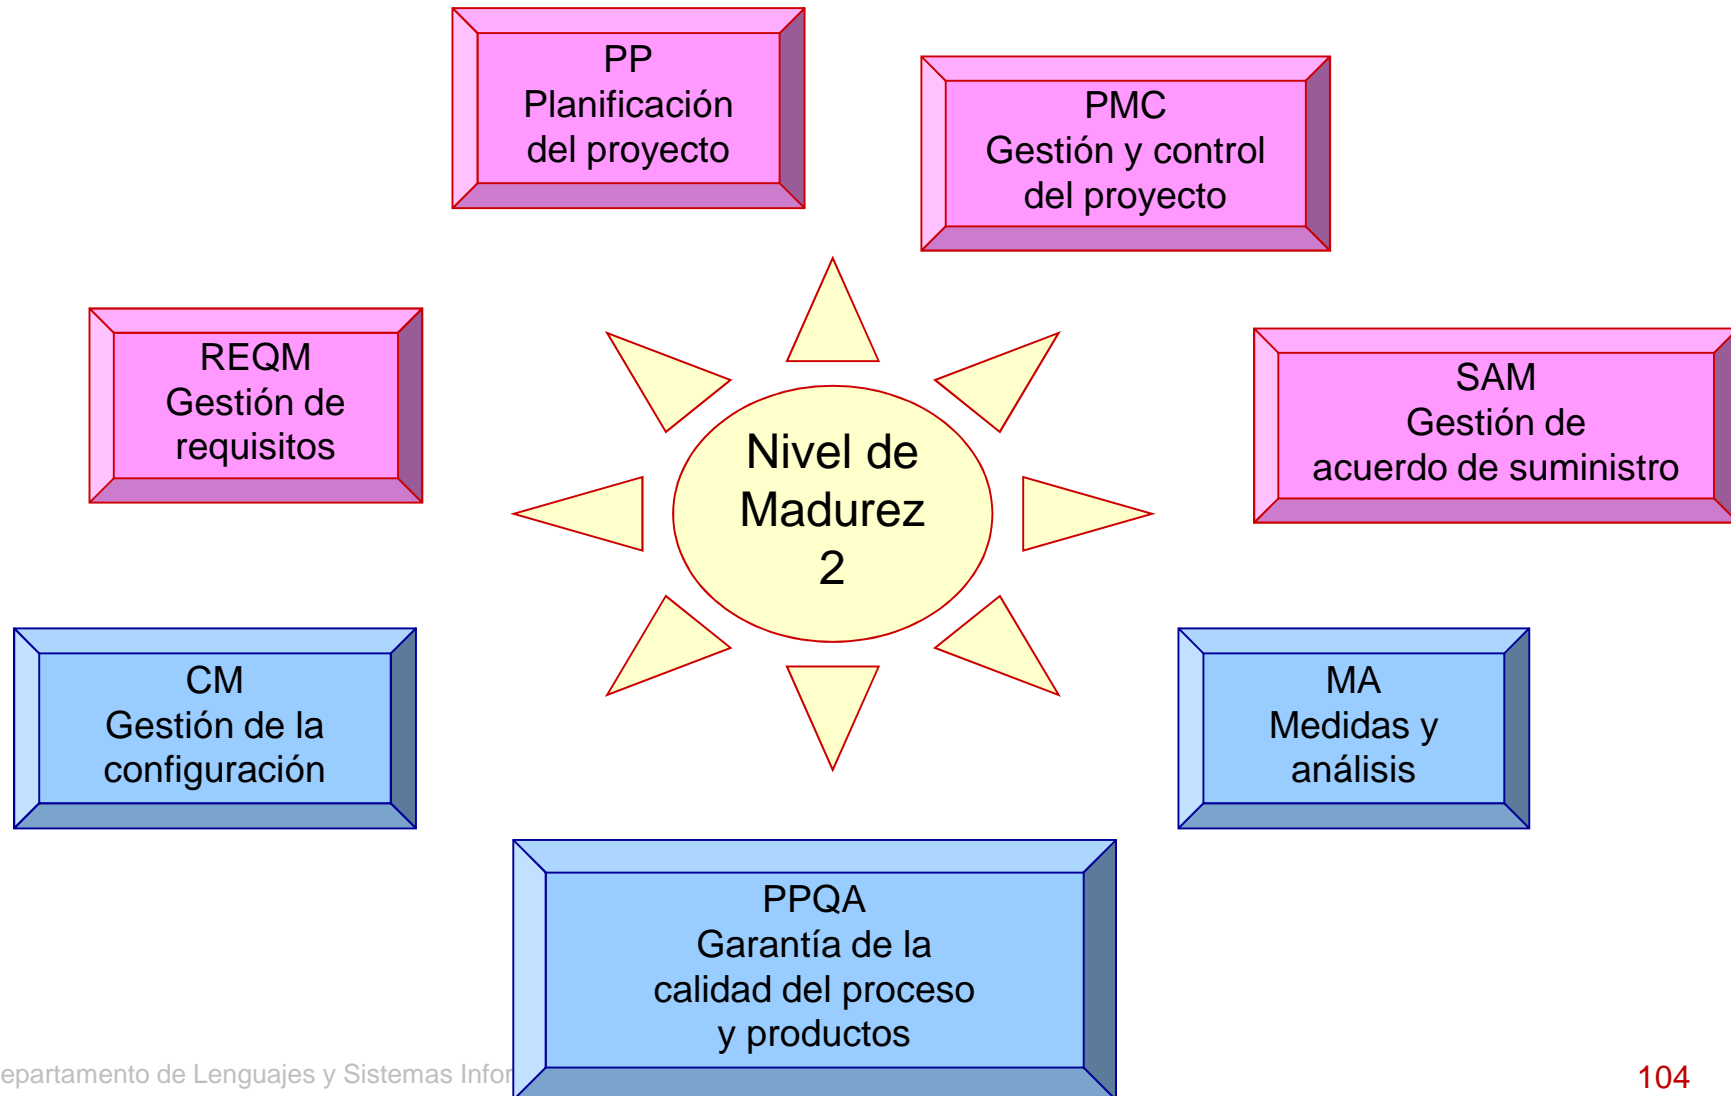 PP
Planificación
del proyecto
PMC
Gestión y control
del proyecto
REQM
Gestión de
requisitos
SAM
Gestión de
acuerdo de suministro
Nivel de
Madurez
2
CM
Gestión de la
configuración
MA
Medidas y
análisis
PPQA
Garantía de la
calidad del proceso
y productos
epartamento de Lenguajes y Sistemas Infor
104